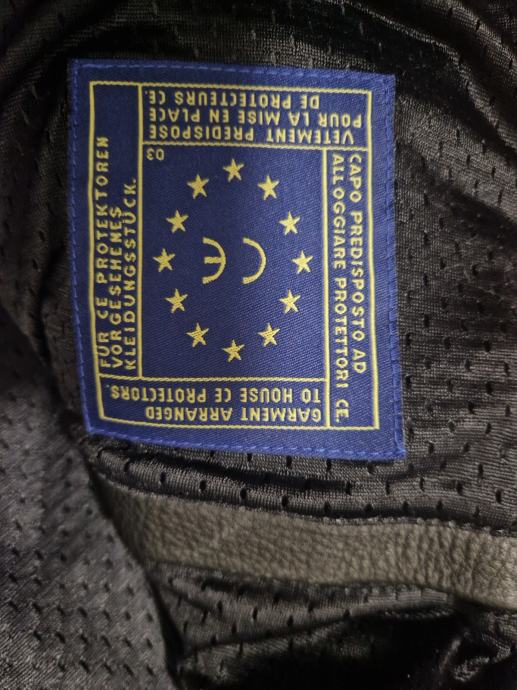 GARMENT ARRANGED
TO HOUSE CE PROTECTORS.
CAPO PREDISPOSTO AD
ALLOGGIARE PROTETTORI CE.
CE
03
FÜR CE PROTEKTOREN
VORGESEHENES
KLEIDUNGSSTÜCK.
VETEMENT PREDISPOSE
POUR LA MISE EN PLACE
DE PROTECTEURS CE.